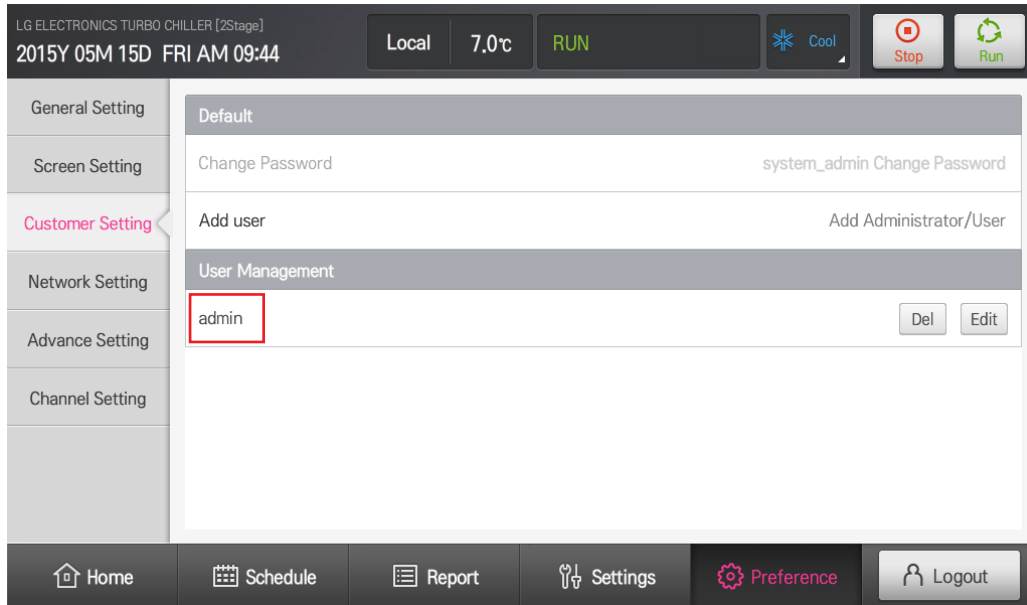 LG ELECTRONICS TURBO CHILLER [2Stage]
2015Y 05M 15D FRI AM 09:44
Local 7.0℃ RUN Cool
Stop Run
General Setting
Screen Setting
Customer Setting
Network Setting
Advance Setting
Channel Setting
Default
Change Password system_admin Change Password
Add user Add Administrator/User
User Management
admin Del Edit
Home Schedule Report Settings Preference Logout